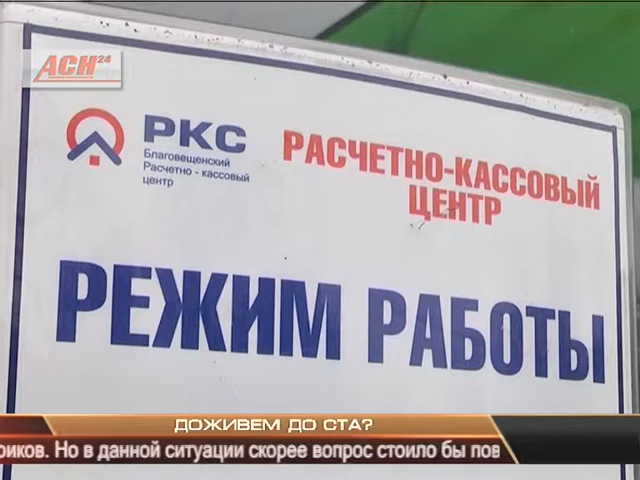 АСН24
РКС
Благовещенский
Расчетно - кассовый
центр
РАСЧЕТНО-КАССОВЫЙ
ЦЕНТР
РЕЖИМ РАБОТЫ
ДОЖИВЕМ ДО СТА?
Но в данной ситуации скорее вопрос стоило бы